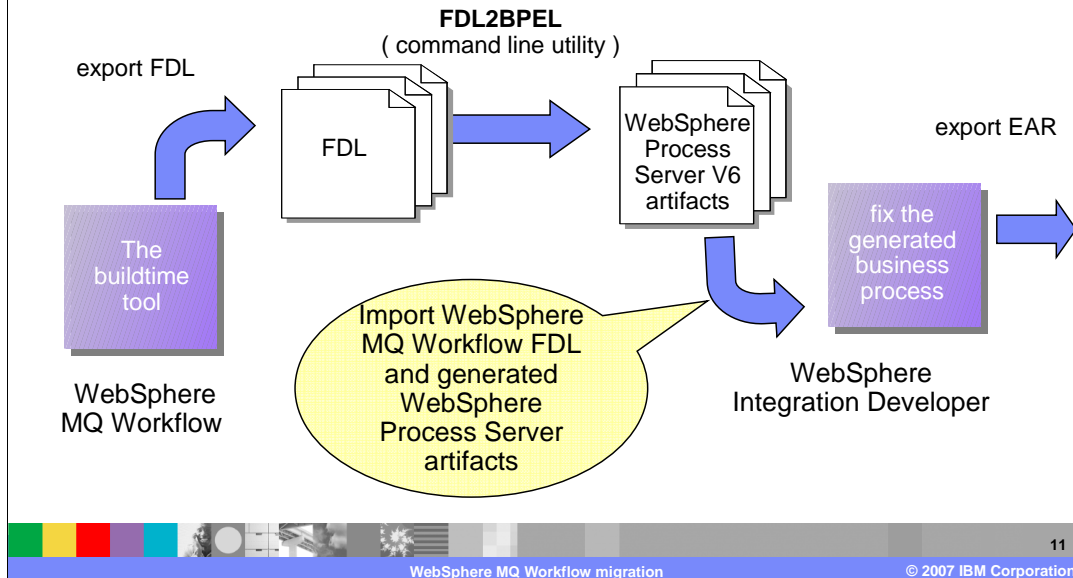 FDL2BPEL
( command line utility )
export FDL
FDL
WebSphere
Process
Server V6
artifacts
export EAR
The
buildtime
tool
fix the
generated
business
process
Import WebSphere
MQ Workflow FDL
and generated
WebSphere
Process Server
artifacts
WebSphere
MQ Workflow
WebSphere
Integration Developer
11
WebSphere MQ Workflow migration
© 2007 IBM Corporation